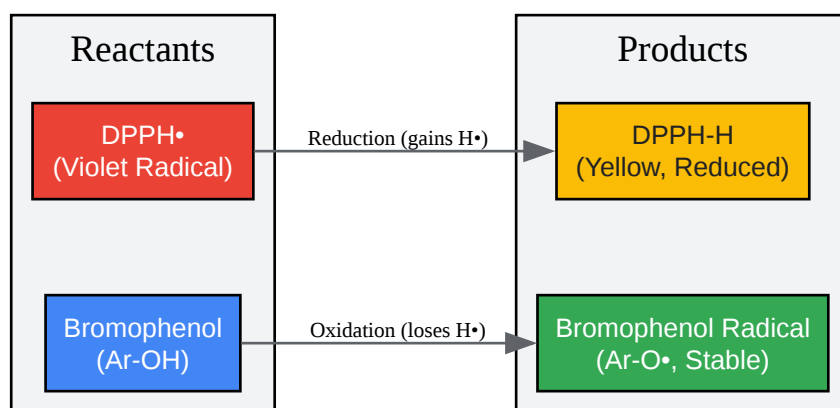 Reactants
Products
DPPH•
(Violet Radical)
Reduction (gains H•)
DPPH-H
(Yellow, Reduced)
Bromophenol
(Ar-OH)
Oxidation (loses H•)
Bromophenol Radical
(Ar-O•, Stable)